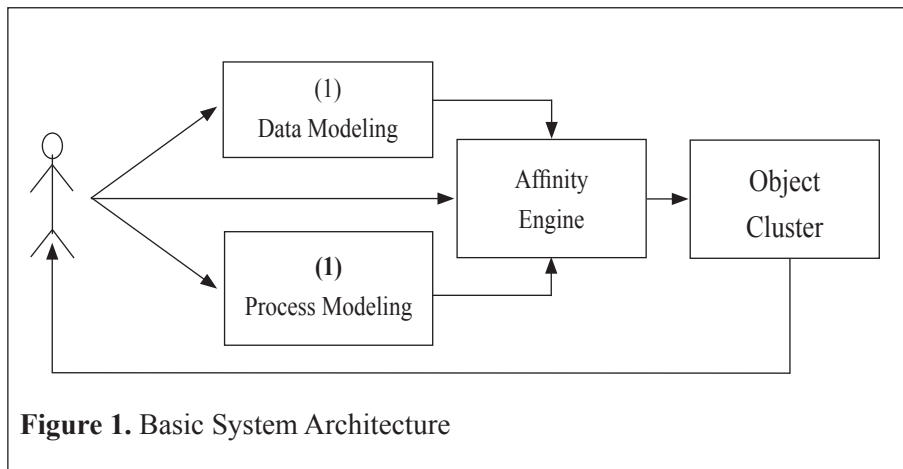 (1)
Data Modeling
Affinity
Engine
Object
Cluster
(1)
Process Modeling
Figure 1. Basic System Architecture